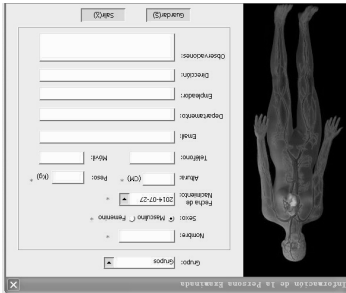 Información de la Persona Examinada
Grupo: Grupos
Nombre: *
Sexo: Masculino Femenino *
Fecha de Nacimiento: 2014-07-27 *
Altura: (CM) * Peso: (Kg) *
Teléfono: Móvil:
Email:
Departamento:
Empleador:
Dirección:
Observaciones:
Guardar(S) Salir(X)